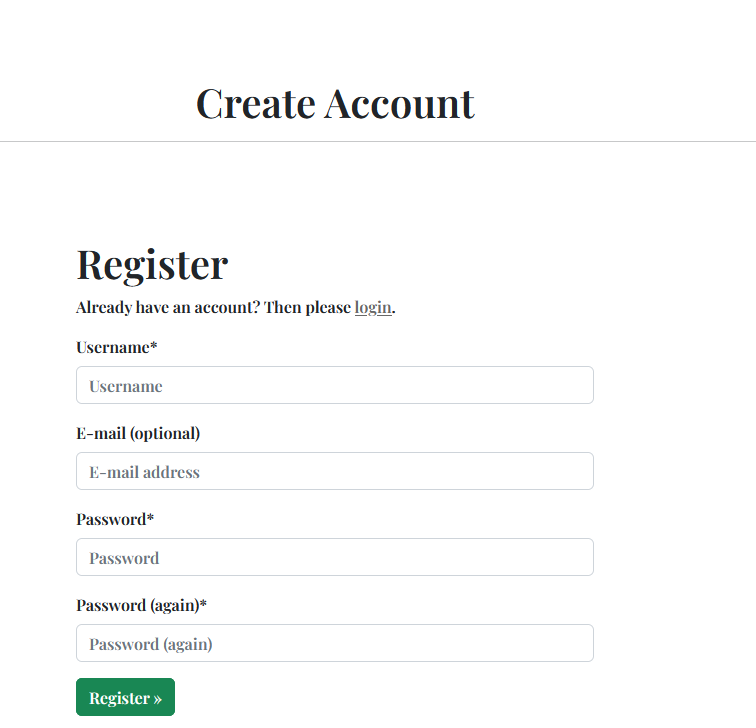 Create Account
Register
Already have an account? Then please login.
Username*
Username
E-mail (optional)
E-mail address
Password*
Password
Password (again)*
Password (again)
Register »